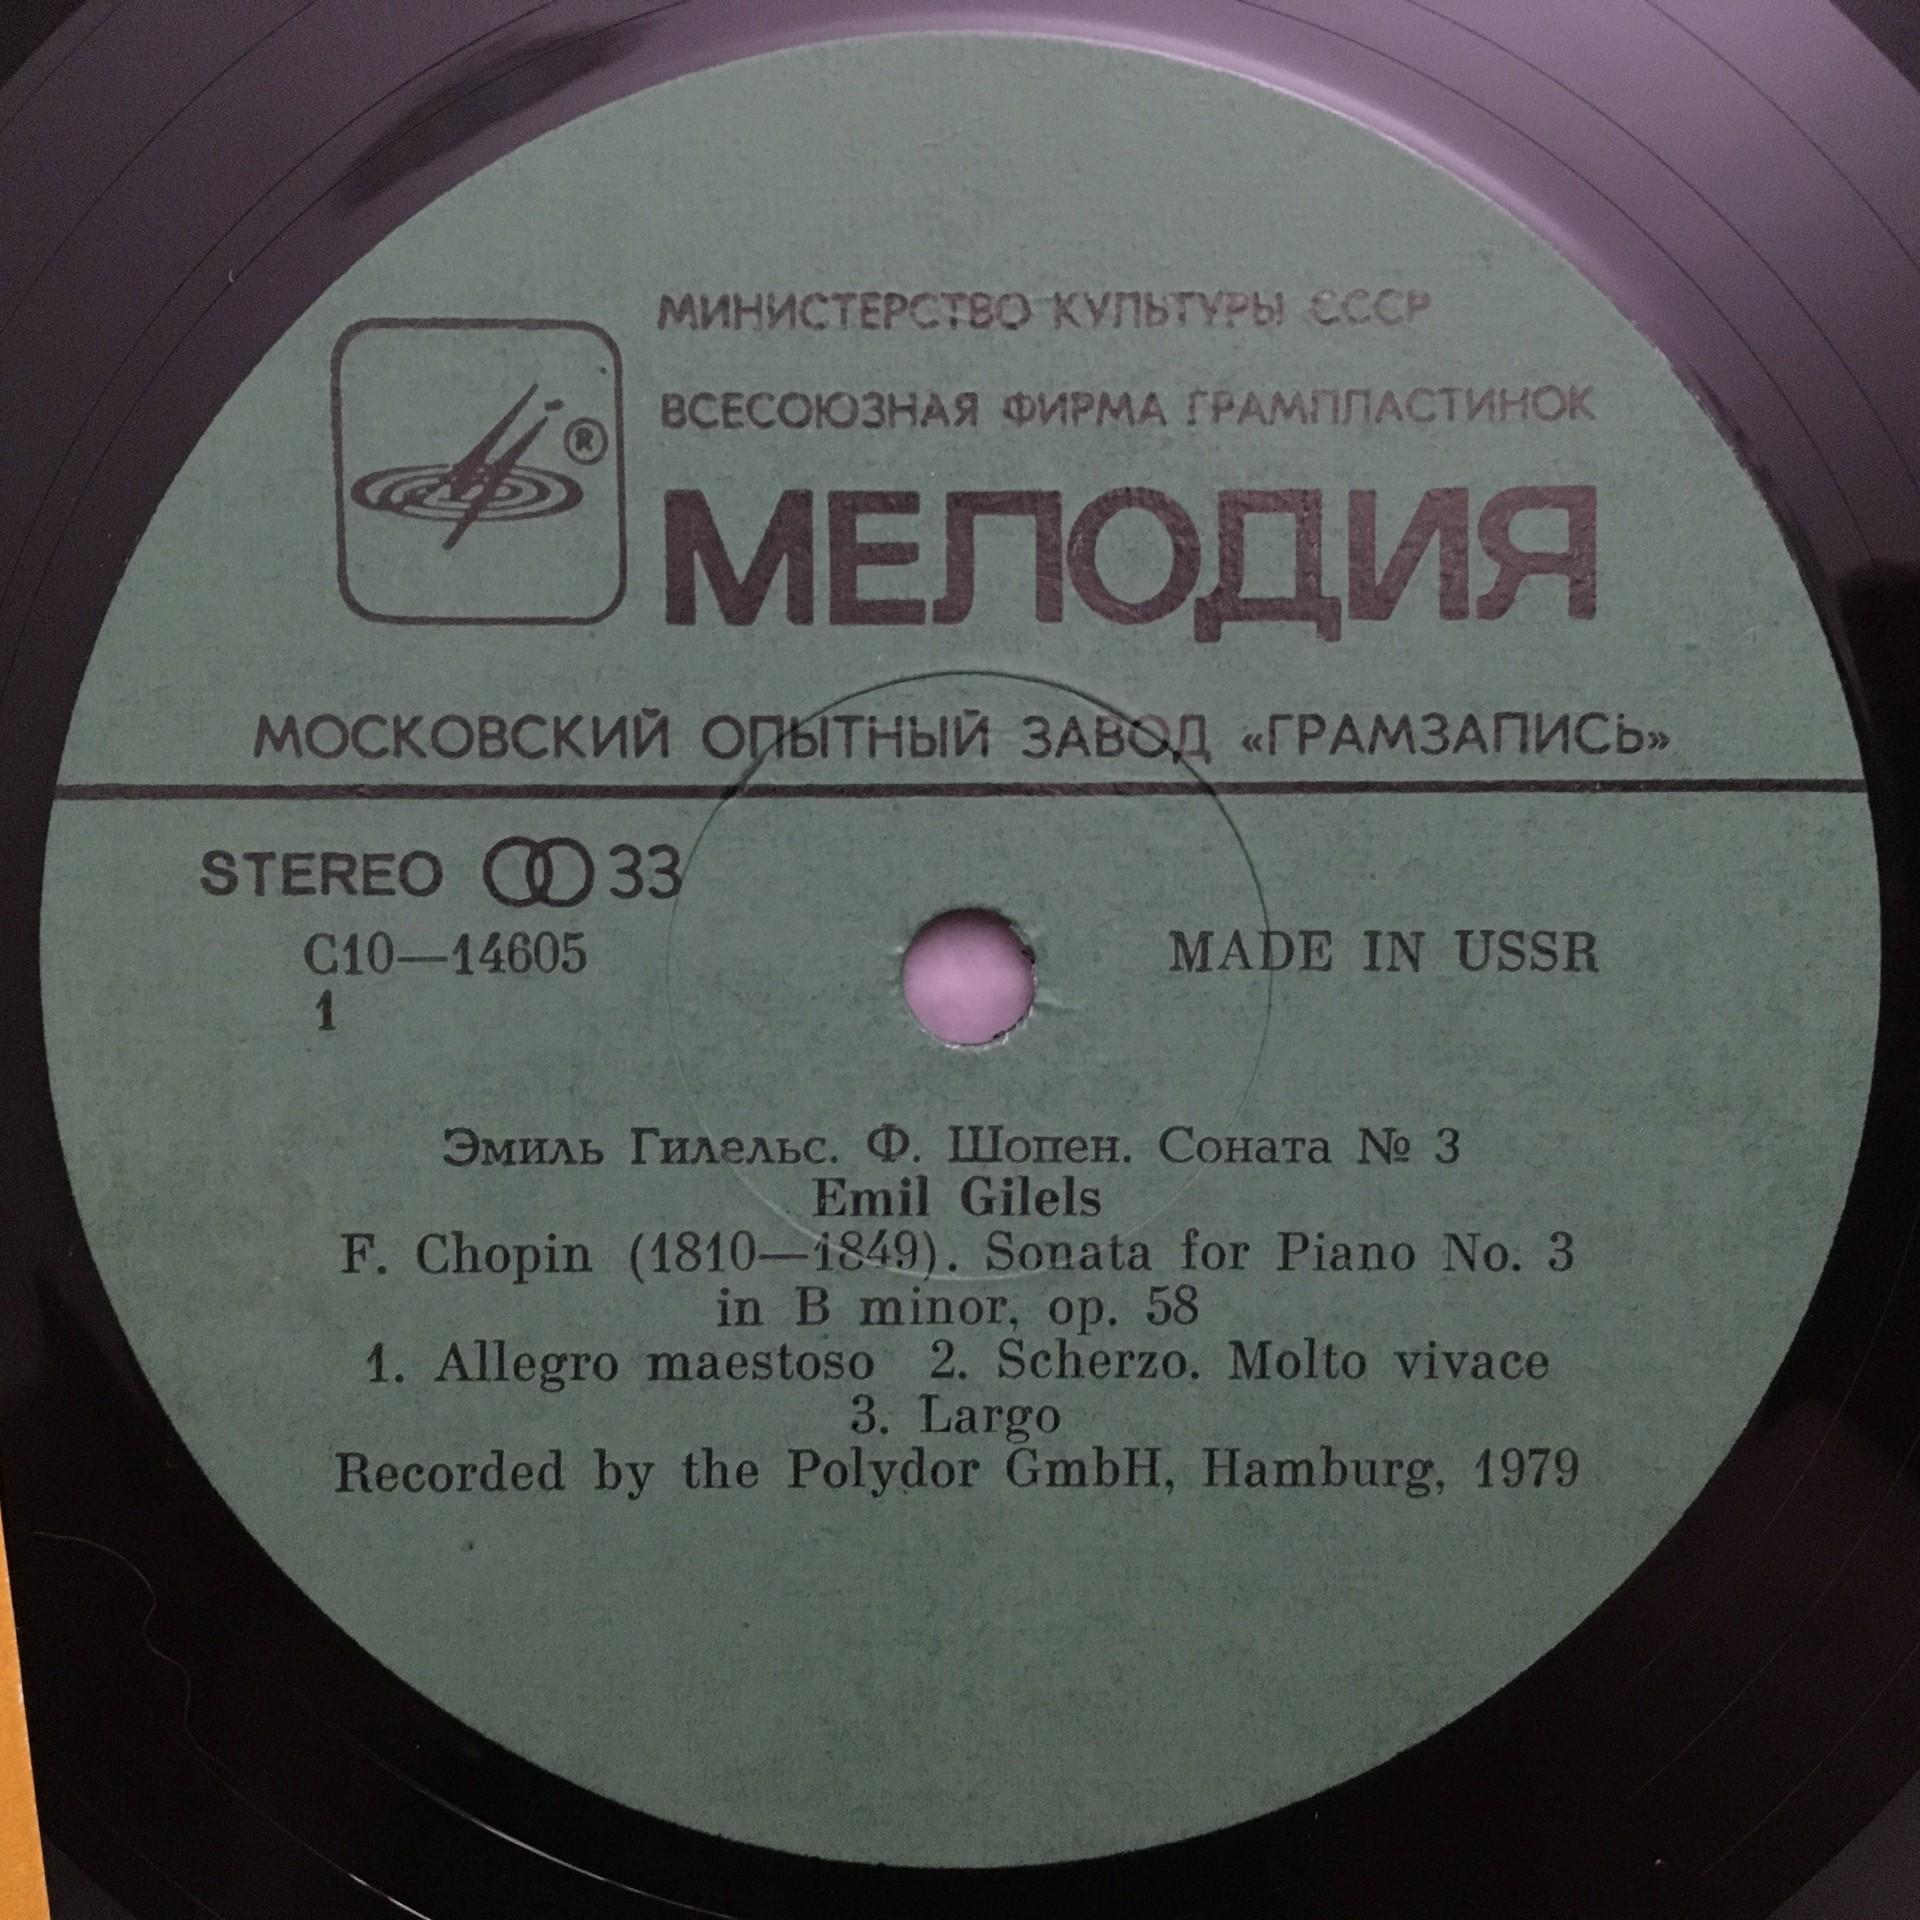 МИНИСТЕРСТВО КУЛЬТУРЫ СССР
ВСЕСОЮЗНАЯ ФИРМА ГРАМПЛАСТИНОК
®
МЕЛОДИЯ
МОСКОВСКИЙ ОПЫТНЫЙ ЗАВОД «ГРАМЗАПИСЬ»
STEREO 33
С10—14605
MADE IN USSR
1
Эмиль Гилельс. Ф. Шопен. Соната № 3
Emil Gilels
F. Chopin (1810—1849). Sonata for Piano No. 3
in B minor, op. 58
1. Allegro maestoso 2. Scherzo. Molto vivace
3. Largo
Recorded by the Polydor GmbH, Hamburg, 1979